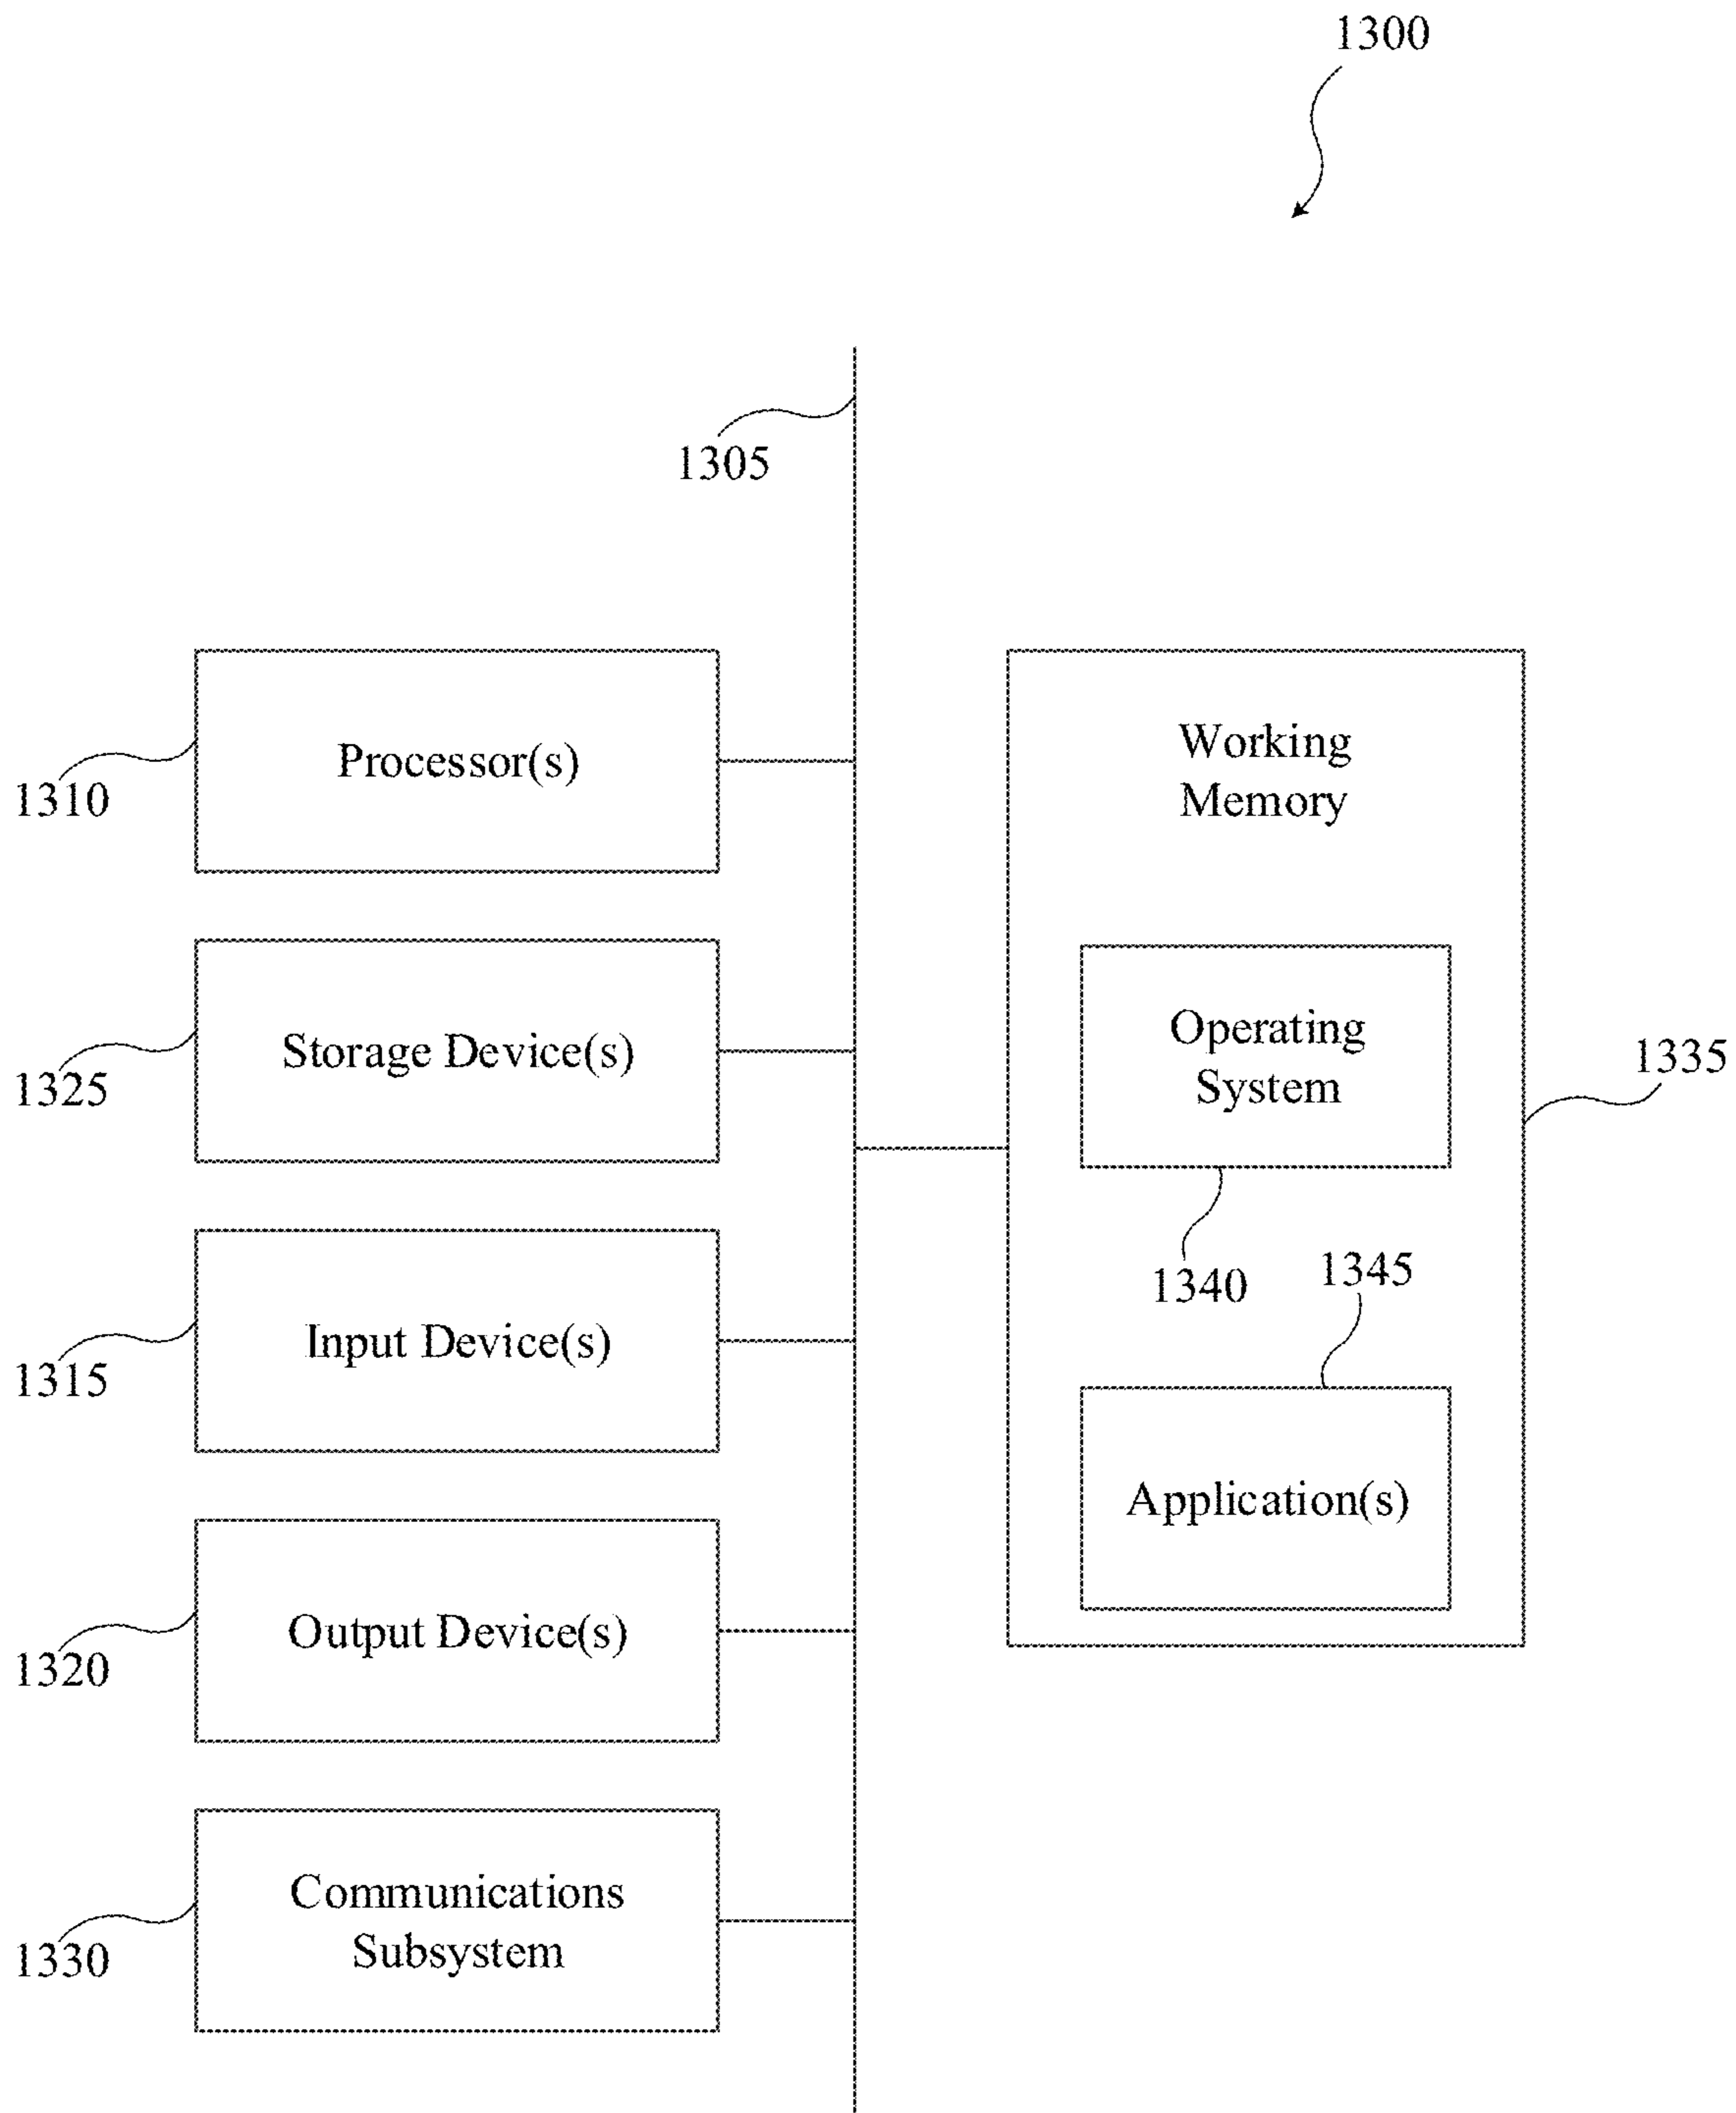 1300
1305
Processor(s)
1310
Working
Memory
Storage Device(s)
1325
Operating
System
1335
1340
Input Device(s)
1315
1345
Application(s)
Output Device(s)
1320
Communications
Subsystem
1330